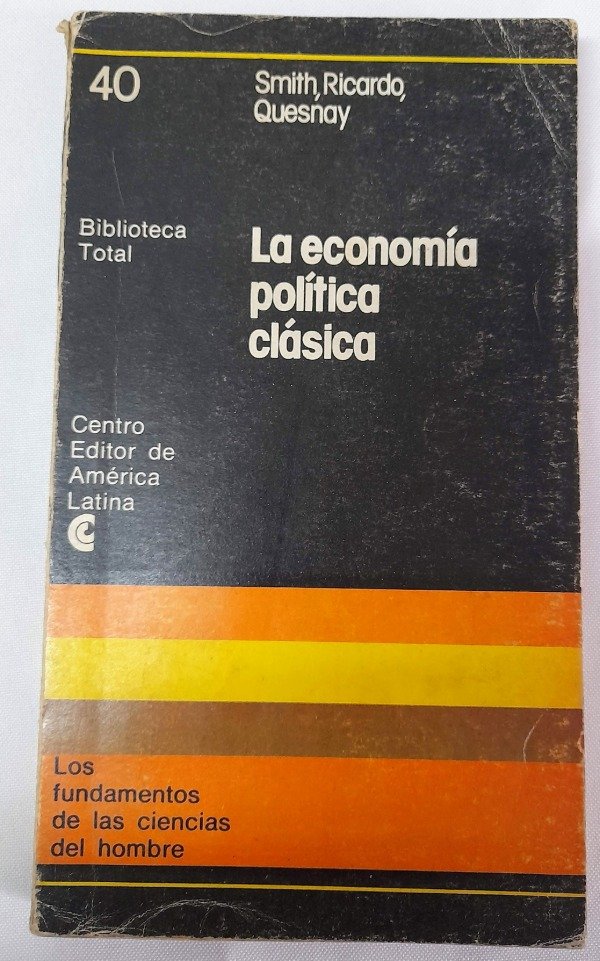 40
Smith, Ricardo,
Quesnay
Biblioteca
Total
La economía
política
clásica
Centro
Editor de
América
Latina
Los
fundamentos
de las ciencias
del hombre